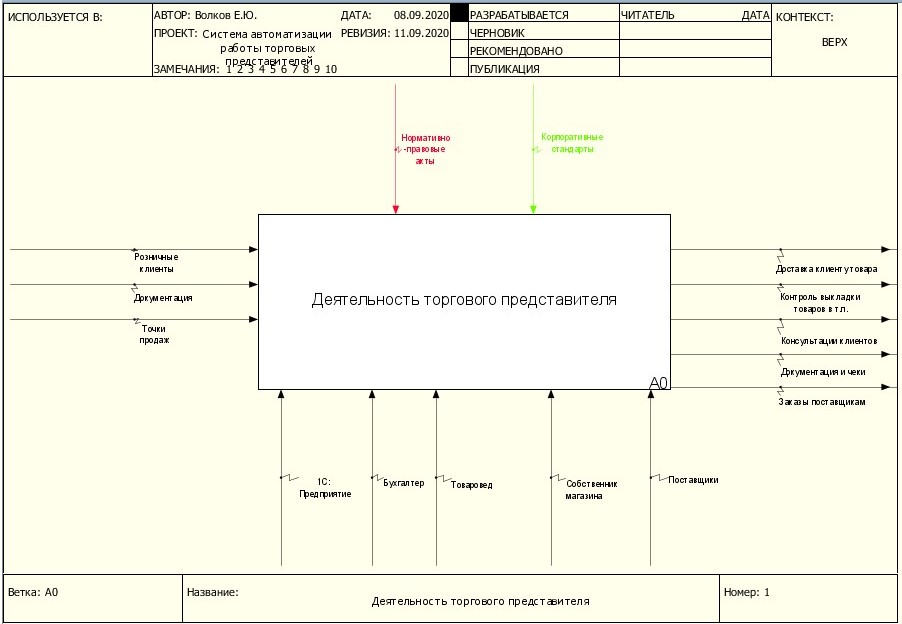 ИСПОЛЬЗУЕТСЯ В:
АВТОР: Волков Е.Ю.
ДАТА: 08.09.2020
РАЗРАБАТЫВАЕТСЯ
ЧИТАТЕЛЬ
ДАТА
КОНТЕКСТ:
ПРОЕКТ: Система автоматизации
работы торговых
представителей
РЕВИЗИЯ: 11.09.2020
ЧЕРНОВИК
ВЕРХ
РЕКОМЕНДОВАНО
ЗАМЕЧАНИЯ: 1 2 3 4 5 6 7 8 9 10
ПУБЛИКАЦИЯ
Нормативно
-правовые
акты
Корпоративные
стандарты
Розничные
клиенты
Документация
Точки
продаж
Деятельность торгового представителя
A0
Доставка клиенту товара
Контроль выкладки
товаров в т.п.
Консультации клиентов
Документация и чеки
Заказы поставщикам
1С:
Предприятие
Бухгалтер
Товаровед
Собственник
магазина
Поставщики
Ветка: A0
Название:
Деятельность торгового представителя
Номер: 1